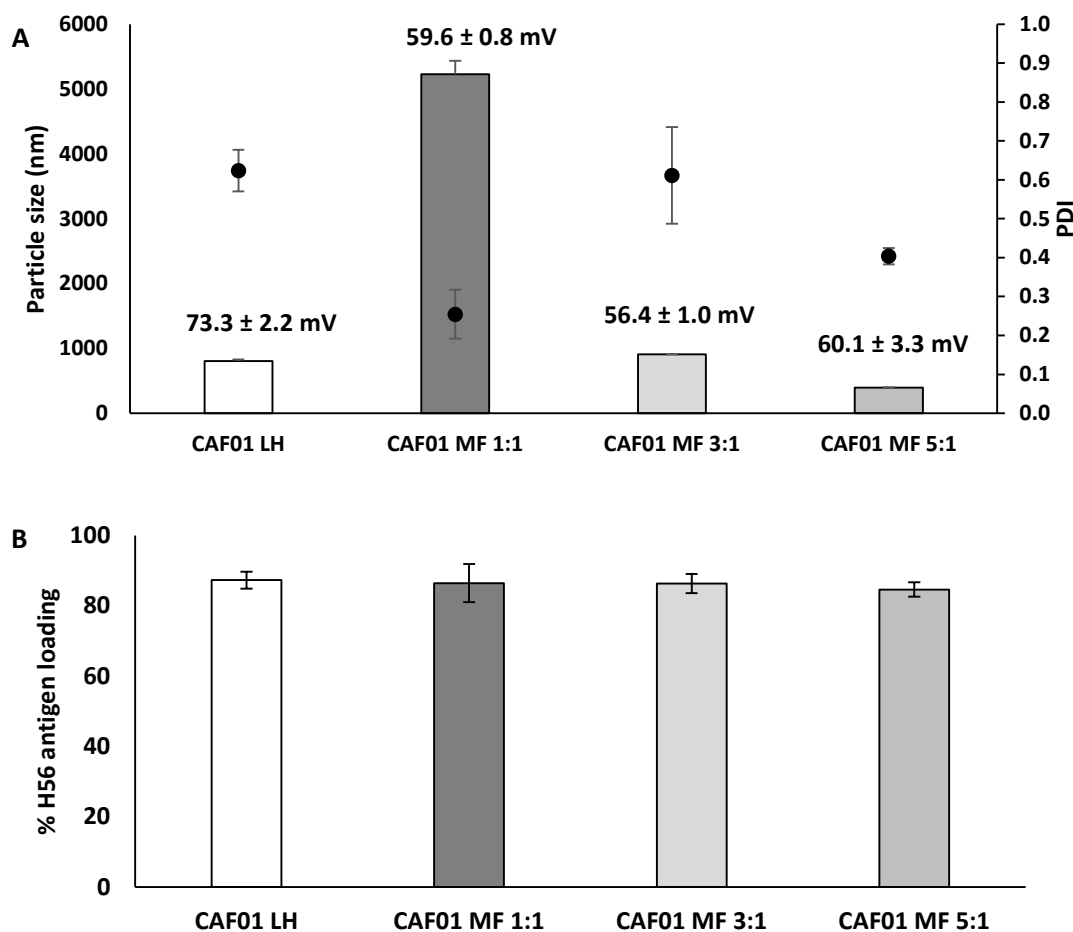 A
Particle size (nm)
6000
5000
4000
3000
2000
1000
0
59.6 ± 0.8 mV
73.3 ± 2.2 mV
56.4 ± 1.0 mV
60.1 ± 3.3 mV
1.0
0.9
0.8
0.7
0.6
0.5
0.4
0.3
0.2
0.1
0.0
PDI
CAF01 LH
CAF01 MF 1:1
CAF01 MF 3:1
CAF01 MF 5:1
B
% H56 antigen loading
100
80
60
40
20
0
CAF01 LH
CAF01 MF 1:1
CAF01 MF 3:1
CAF01 MF 5:1